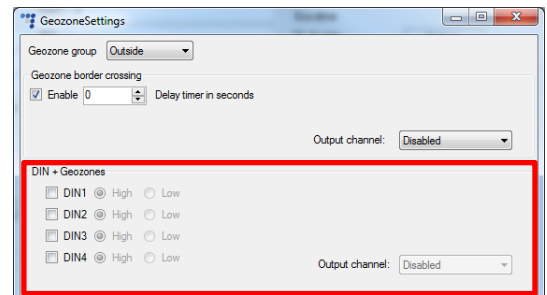 GeozoneSettings
Geozone group Outside
Geozone border crossing
Enable 0 Delay timer in seconds
Output channel: Disabled
DIN + Geozones
DIN1 High Low
DIN2 High Low
DIN3 High Low
DIN4 High Low
Output channel: Disabled